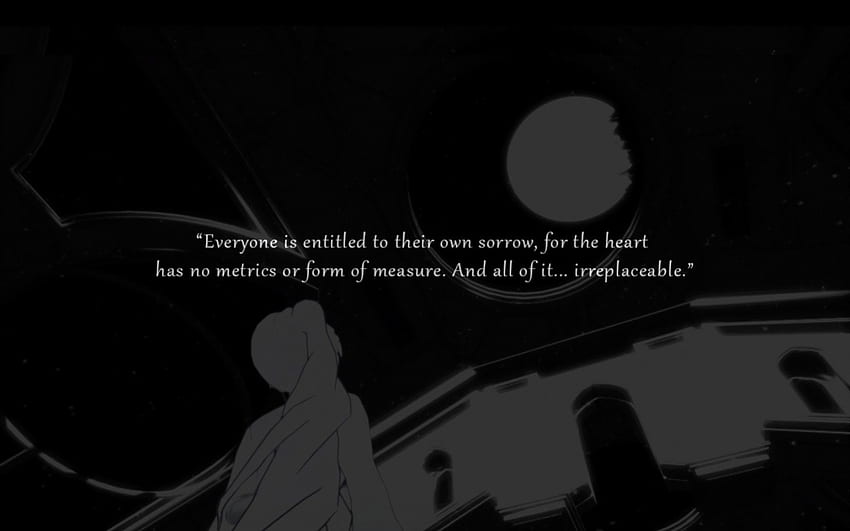 “Everyone is entitled to their own sorrow, for the heart
has no metrics or form of measure. And all of it... irreplaceable.”